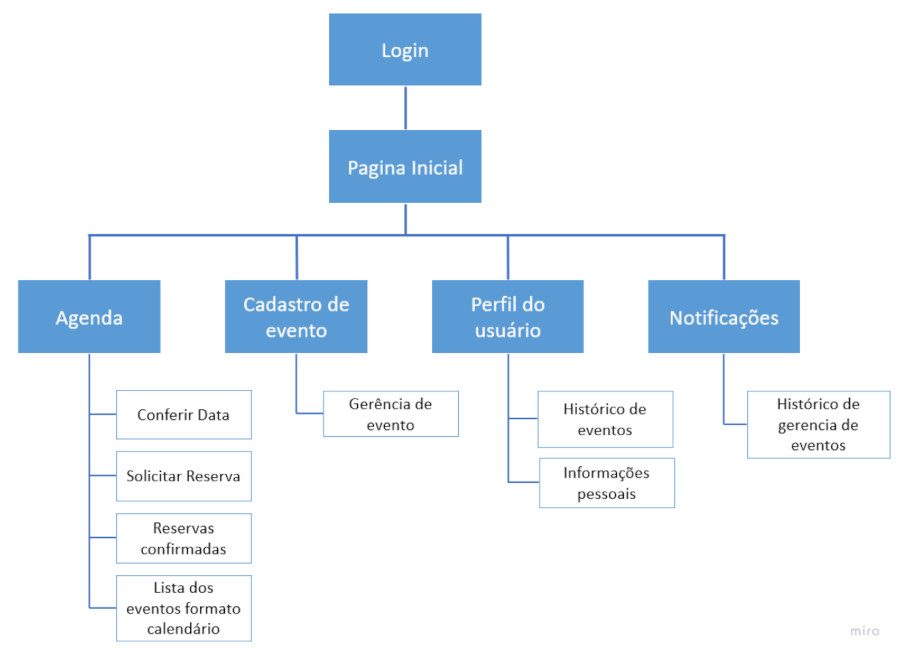 Login
Pagina Inicial
Agenda
Cadastro de
evento
Perfil do
usuário
Notificações
Conferir Data
Solicitar Reserva
Reservas
confirmadas
Lista dos
eventos formato
calendário
Gerência de
evento
Histórico de
eventos
Informações
pessoais
Histórico de
gerencia de
eventos
miro